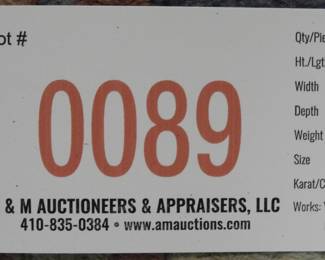 ot #
0089
& M AUCTIONEERS & APPRAISERS, LLC
410-835-0384 • www.amauctions.com
Qty/Pie
Ht./Lgt
Width
Depth
Weight
Size
Karat/C
Works: